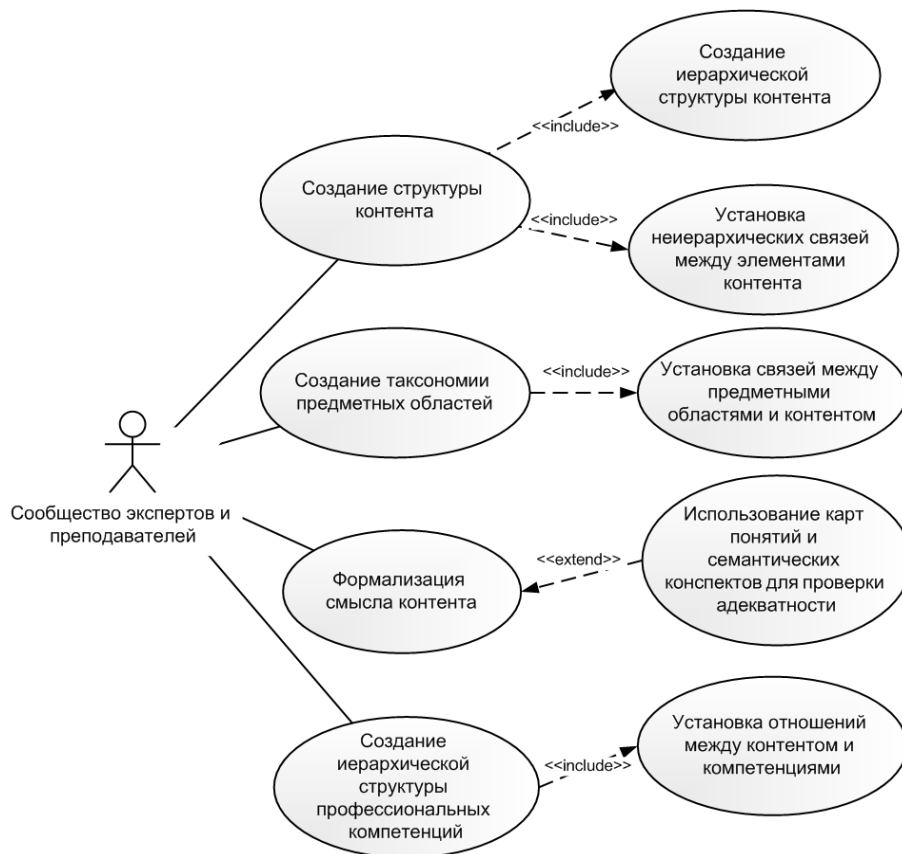 Создание
иерархической
структуры контента
<<include>>
Создание структуры
контента
<<include>>
Установка
неиерархических связей
между элементами
контента
Создание таксономии
предметных областей
<<include>>
Установка связей между
предметными
областями и контентом
Сообщество экспертов и
преподавателей
Формализация
смысла контента
<<extend>>
Использование карт
понятий и
семантических
конспектов для проверки
адекватности
Создание
иерархической
структуры
профессиональных
компетенций
<<include>>
Установка отношений
между контентом и
компетенциями